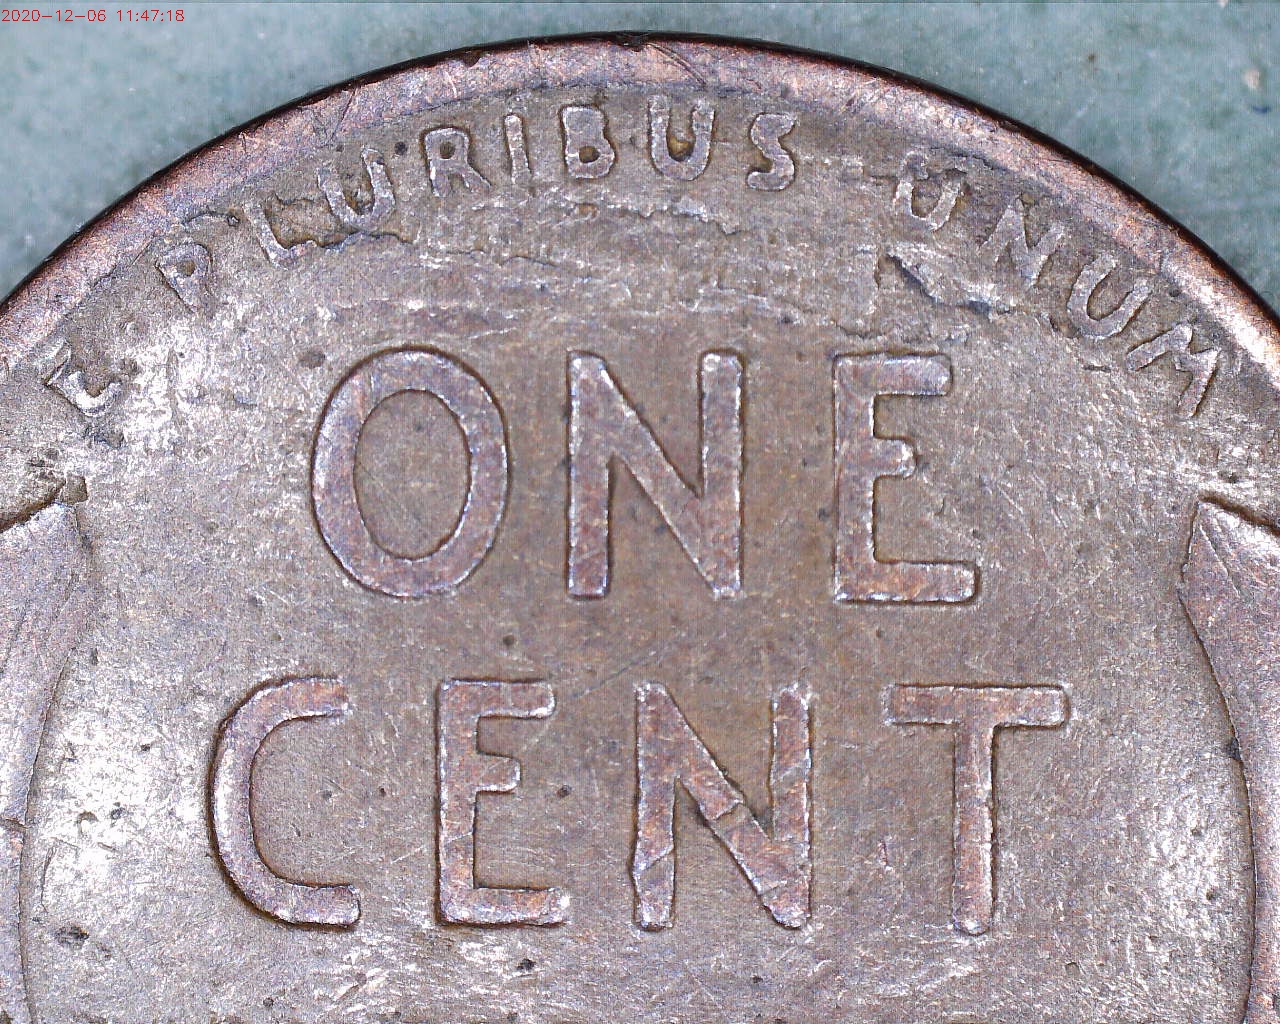 2020-12-06 11:47:18
E PLURIBUS UNUM
ONE
CENT